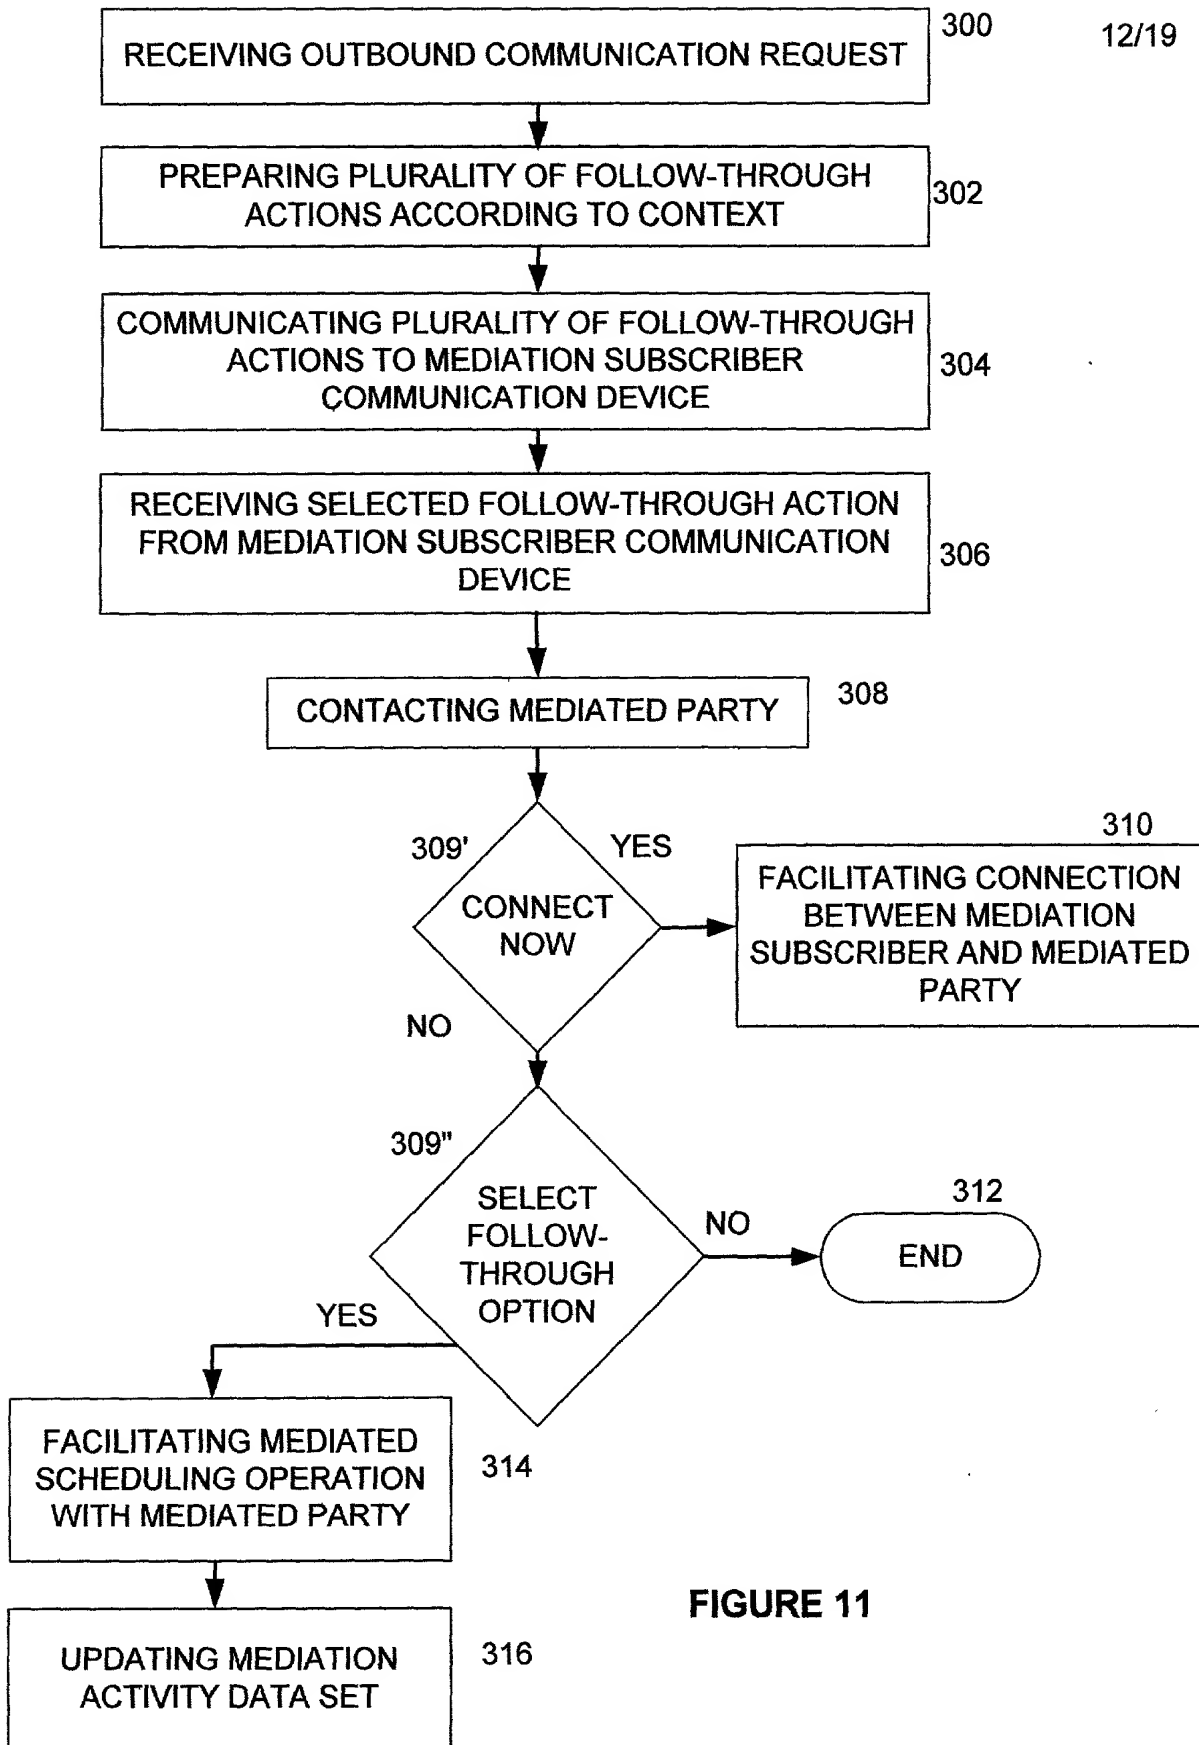 300
12/19
RECEIVING OUTBOUND COMMUNICATION REQUEST
PREPARING PLURALITY OF FOLLOW-THROUGH
ACTIONS ACCORDING TO CONTEXT
302
COMMUNICATING PLURALITY OF FOLLOW-THROUGH
ACTIONS TO MEDIATION SUBSCRIBER
COMMUNICATION DEVICE
304
RECEIVING SELECTED FOLLOW-THROUGH ACTION
FROM MEDIATION SUBSCRIBER COMMUNICATION
DEVICE
306
CONTACTING MEDIATED PARTY
308
309'
YES
CONNECT
NOW
NO
310
FACILITATING CONNECTION
BETWEEN MEDIATION
SUBSCRIBER AND MEDIATED
PARTY
309"
SELECT
FOLLOW-
THROUGH
OPTION
NO
312
END
YES
FACILITATING MEDIATED
SCHEDULING OPERATION
WITH MEDIATED PARTY
314
UPDATING MEDIATION
ACTIVITY DATA SET
316
FIGURE 11